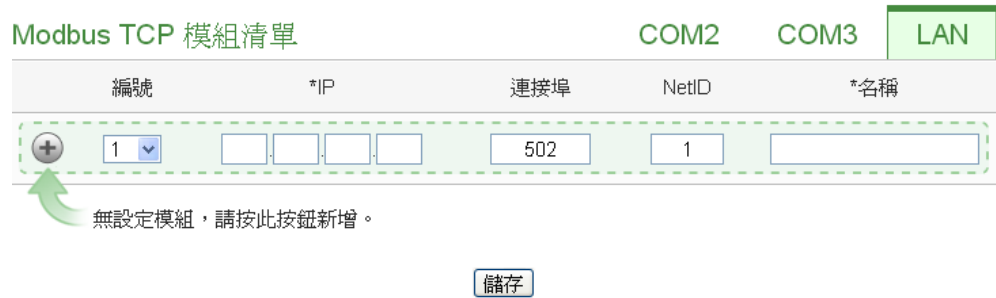 Modbus TCP 模組清單 COM2 COM3 LAN
編號 *IP 連接埠 NetID *名稱
1 . . . 502 1
無設定模組，請按此按鈕新增。
儲存